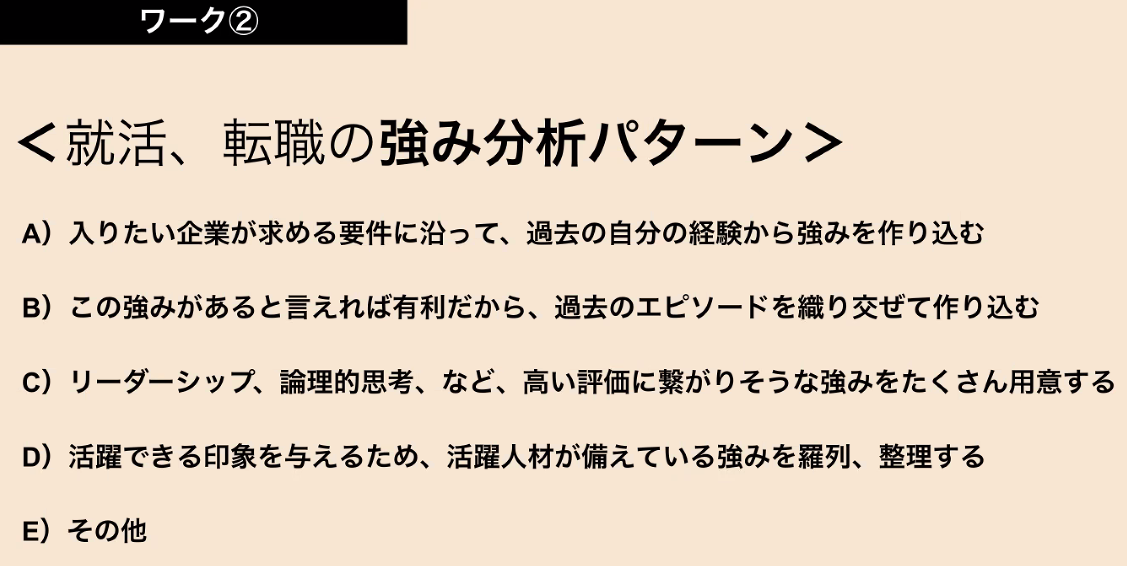 ワーク②
＜就活、転職の強み分析パターン＞
A）入りたい企業が求める要件に沿って、過去の自分の経験から強みを作り込む
B）この強みがあると言えれば有利だから、過去のエピソードを織り交ぜて作り込む
C）リーダーシップ、論理的思考、など、高い評価に繋がりそうな強みをたくさん用意する
D）活躍できる印象を与えるため、活躍人材が備えている強みを羅列、整理する
E）その他